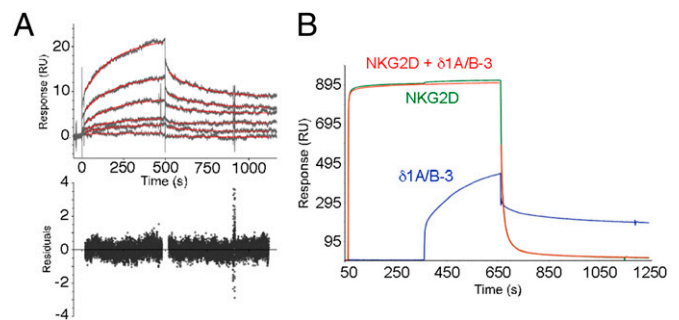 A
Response (RU)
20
10
0
0 250 500 750 1000
Time (s)
Residuals
4
2
0
-2
-4
B
Response (RU)
895
695
495
295
95
NKG2D + δ1A/B-3
NKG2D
δ1A/B-3
50 250 450 650 850 1050 1250
Time (s)